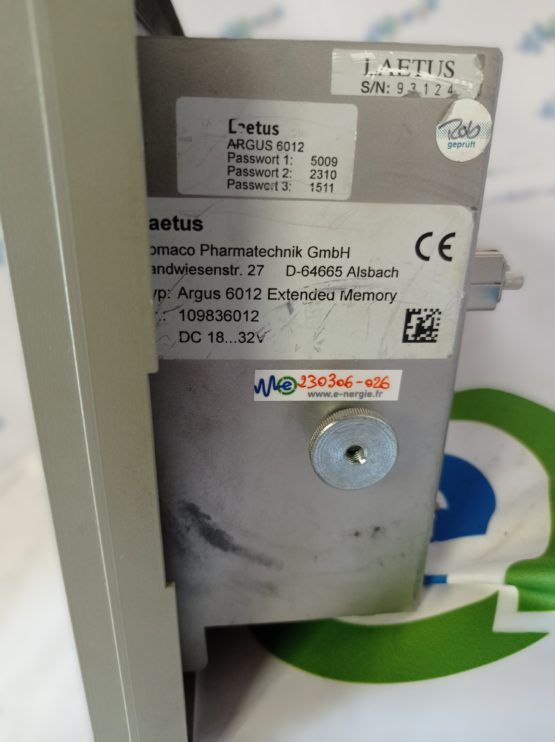 LAETUS
S/N: 93124
Rob
geprüft
Laetus
ARGUS 6012
Passwort 1: 5009
Passwort 2: 2310
Passwort 3: 1511
aetus
omaco Pharmatechnik GmbH
andwiesenstr. 27 D-64665 Alsbach
yp: Argus 6012 Extended Memory
.: 109836012
DC 18...32V
CE
230306-026
www.e-nergie.fr